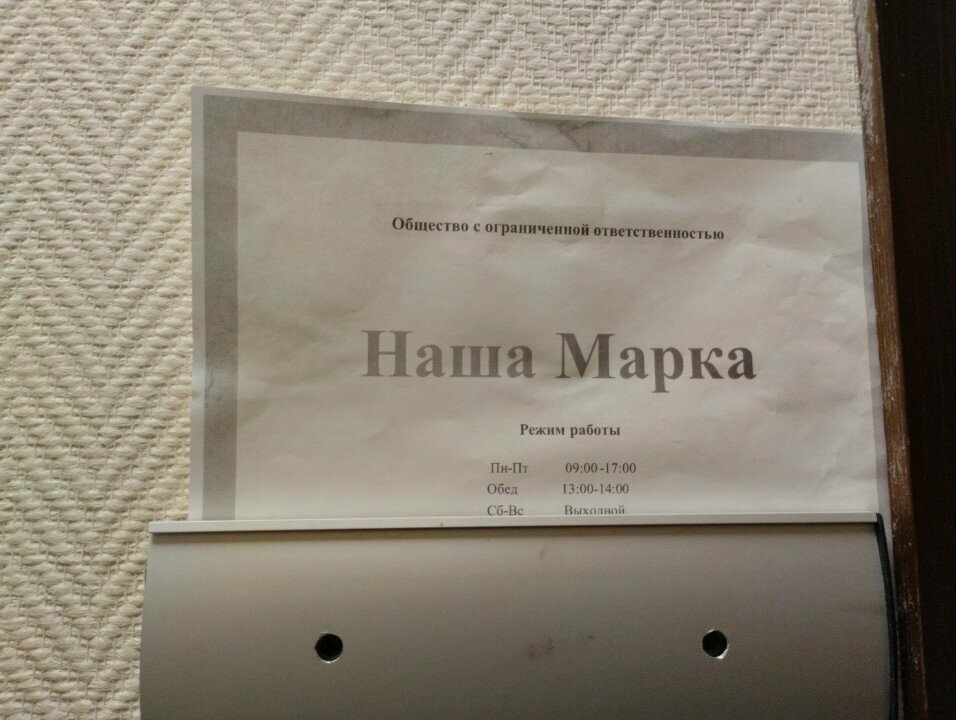 Общество с ограниченной ответственностью
Наша Марка
Режим работы
Пн-Пт 09:00-17:00
Обед 13:00-14:00
Сб-Вс Выходной